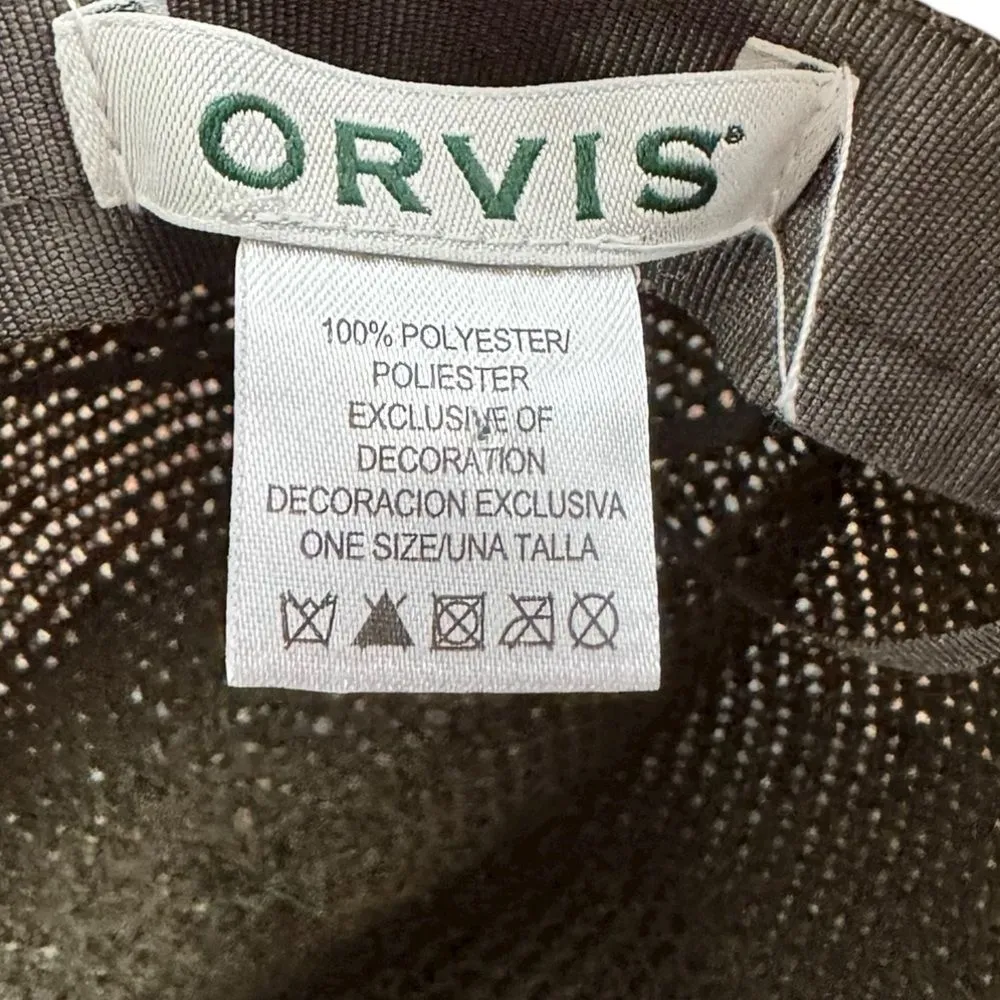 ORVIS®
100% POLYESTER/
POLIESTER
EXCLUSIVE OF
DECORATION
DECORACION EXCLUSIVA
ONE SIZE/UNA TALLA